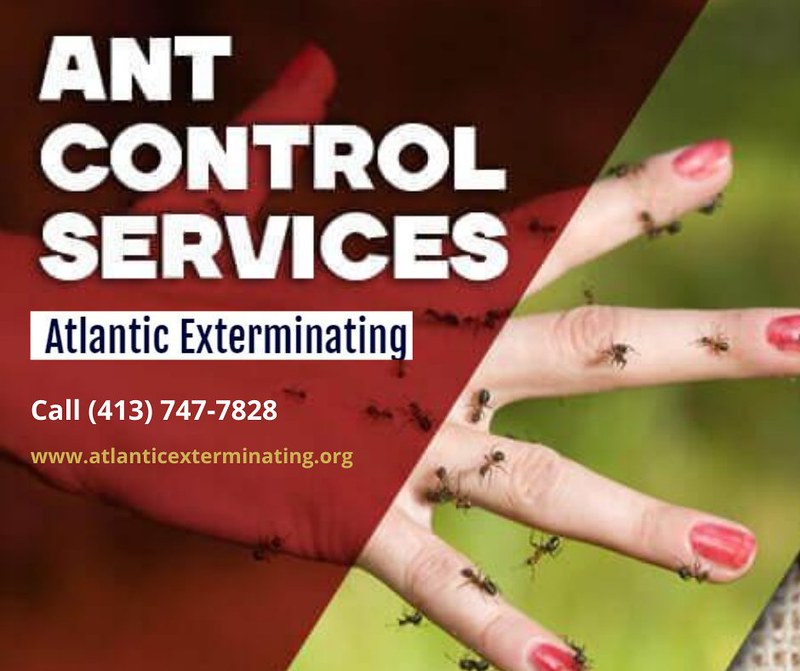 ANT
CONTROL
SERVICES
Atlantic Exterminating
Call (413) 747-7828
www.atlanticexterminating.org